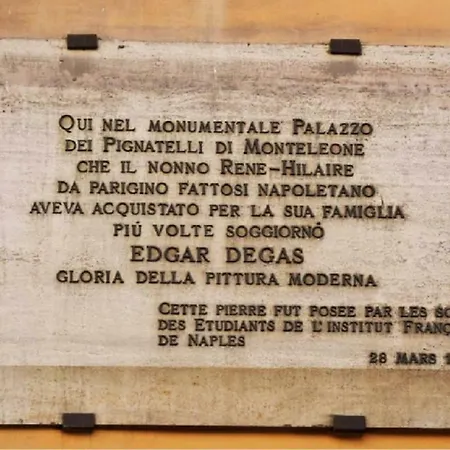 QUI NEL MONUMENTALE PALAZZO
DEI PIGNATELLI DI MONTELEONE
CHE IL NONNO RENE-HILAIRE
DA PARIGINO FATTOSI NAPOLETANO
AVEVA ACQUISTATO PER LA SUA FAMIGLIA
PIÚ VOLTE SOGGIORNÒ
EDGAR DEGAS
GLORIA DELLA PITTURA MODERNA
CETTE PIERRE FUT POSEE PAR LES
DES ETUDIANTS DE L'INSTITUT
DE NAPLES
28 MARS